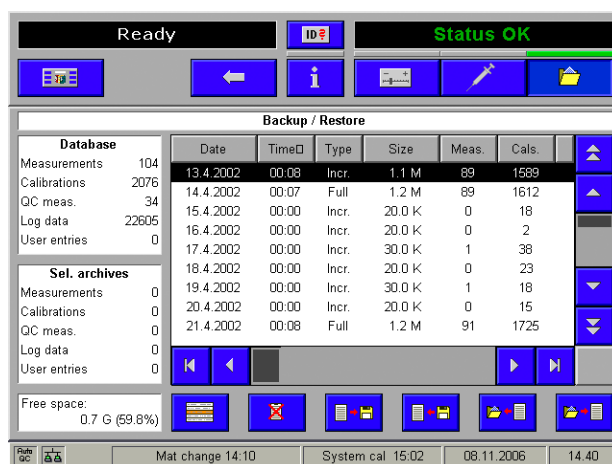 Ready ID? Status OK
i
Backup / Restore
Database
Measurements 104
Calibrations 2076
QC meas. 34
Log data 22605
User entries 0
Sel. archives
Measurements 0
Calibrations 0
QC meas. 0
Log data 0
User entries 0
Free space:
0.7 G (59.8%)
Date Time Type Size Meas. Cals.
13.4.2002 00:08 Incr. 1.1 M 89 1589
14.4.2002 00:07 Full 1.2 M 89 1612
15.4.2002 00:00 Incr. 20.0 K 0 18
16.4.2002 00:00 Incr. 20.0 K 0 2
17.4.2002 00:00 Incr. 30.0 K 1 38
18.4.2002 00:00 Incr. 20.0 K 0 23
19.4.2002 00:00 Incr. 30.0 K 1 18
20.4.2002 00:00 Incr. 20.0 K 0 15
21.4.2002 00:08 Full 1.2 M 91 1725
Auto QC Mat change 14:10 System cal 15:02 08.11.2006 14.40